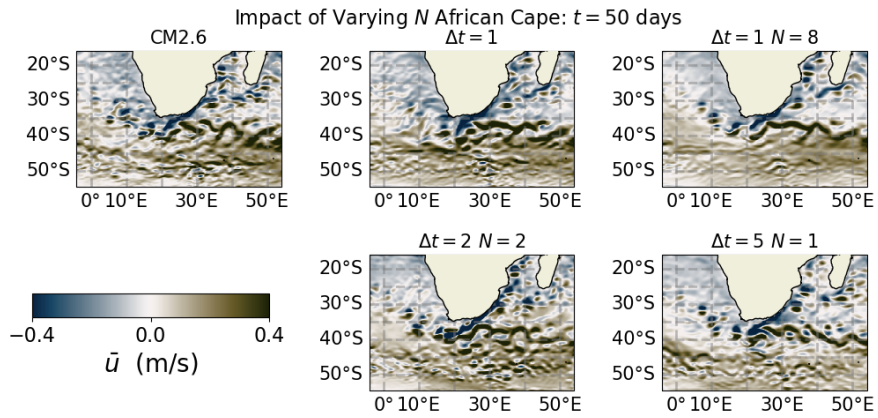 Impact of Varying N African Cape: t = 50 days
CM2.6
Δt = 1
Δt = 1 N = 8
20°S
30°S
40°S
50°S
0° 10°E 30°E 50°E
20°S
30°S
40°S
50°S
0° 10°E 30°E 50°E
20°S
30°S
40°S
50°S
0° 10°E 30°E 50°E
Δt = 2 N = 2
Δt = 5 N = 1
20°S
30°S
40°S
50°S
0° 10°E 30°E 50°E
20°S
30°S
40°S
50°S
0° 10°E 30°E 50°E
−0.4 0.0 0.4
ū (m/s)